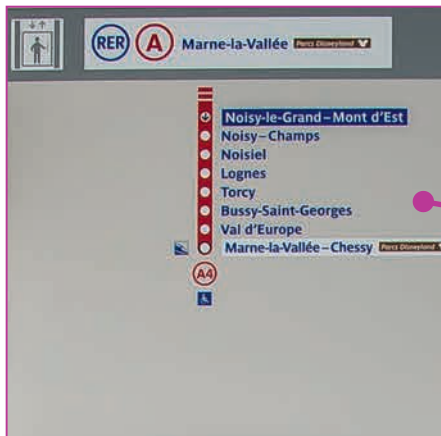 RER A Marne-la-Vallée Parcs Disneyland
Noisy-le-Grand – Mont d'Est
Noisy – Champs
Noisiel
Lognes
Torcy
Bussy-Saint-Georges
Val d'Europe
Marne-la-Vallée – Chessy Parcs Disneyland
A4